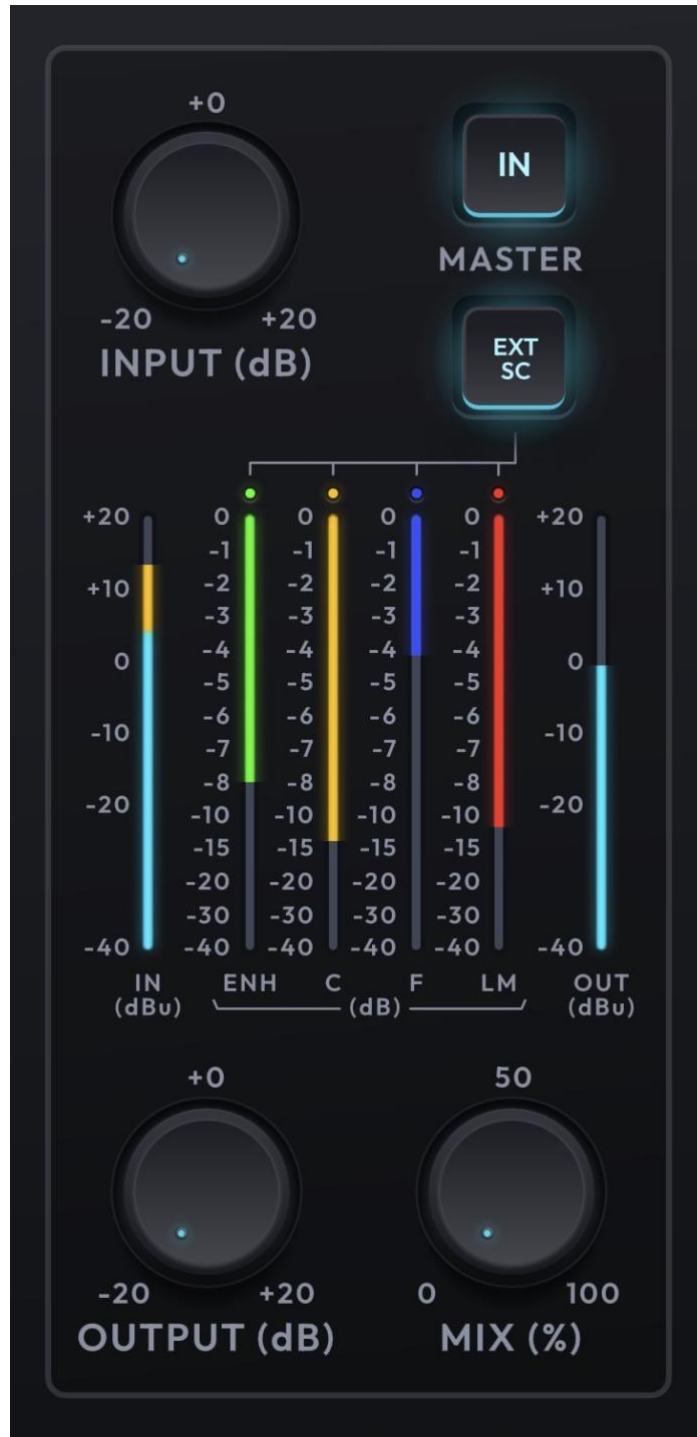 +0
IN
MASTER
-20 +20
INPUT (dB)
EXT
SC
+20 0 0 0 0 +20
-1 -1 -1 -1
+10 -2 -2 -2 -2 +10
-3 -3 -3 -3
0 -4 -4 -4 -4 0
-5 -5 -5 -5
-10 -6 -6 -6 -6 -10
-7 -7 -7 -7
-20 -8 -8 -8 -8 -20
-10 -10 -10 -10
-15 -15 -15 -15
-20 -20 -20 -20
-30 -30 -30 -30
-40 -40 -40 -40 -40 -40
IN ENH C F LM OUT
(dBu) (dB) (dBu)
+0 50
-20 +20 0 100
OUTPUT (dB) MIX (%)